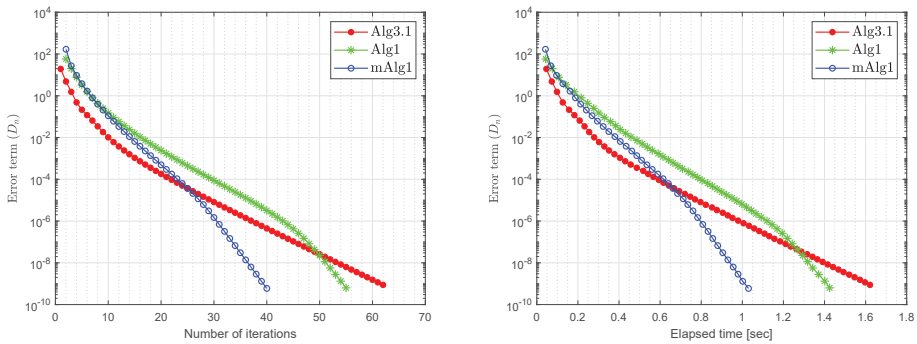 10^4
10^2
10^0
10^-2
10^-4
10^-6
10^-8
10^-10
Error term (D_n)
0 10 20 30 40 50 60 70
Number of iterations
Alg3.1
Alg1
mAlg1
10^4
10^2
10^0
10^-2
10^-4
10^-6
10^-8
10^-10
Error term (D_n)
0 0.2 0.4 0.6 0.8 1 1.2 1.4 1.6 1.8
Elapsed time [sec]
Alg3.1
Alg1
mAlg1